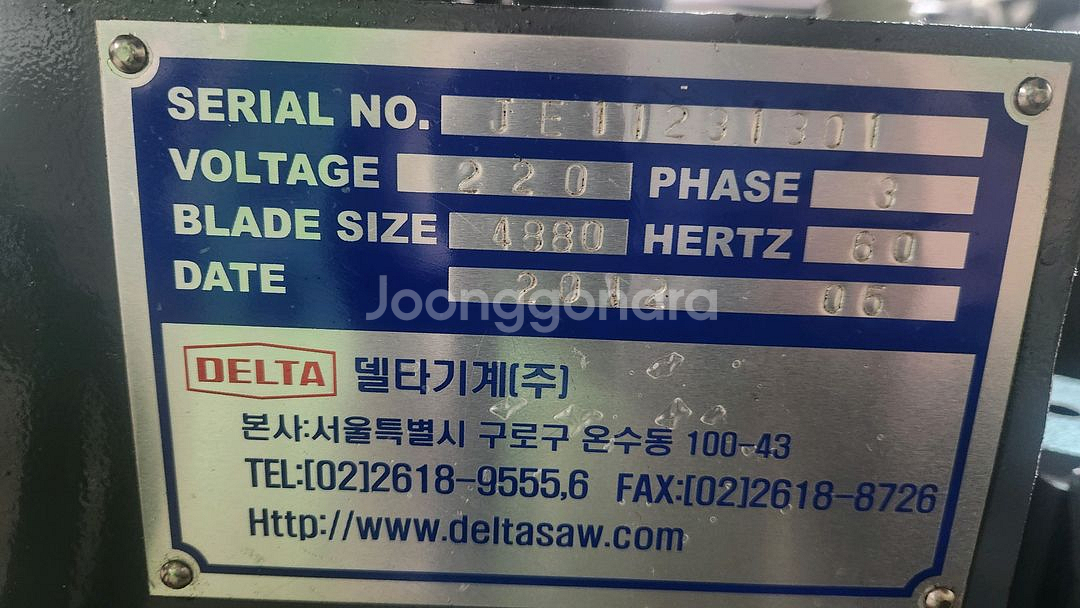 SERIAL NO. JE11231301
VOLTAGE 220 PHASE 3
BLADE SIZE 4880 HERTZ 60
DATE 2012 06
Joonggonara
DELTA 델타기계(주)
본사:서울특별시 구로구 온수동 100-43
TEL:[02]2618-9555,6 FAX:[02]2618-8726
Http://www.deltasaw.com